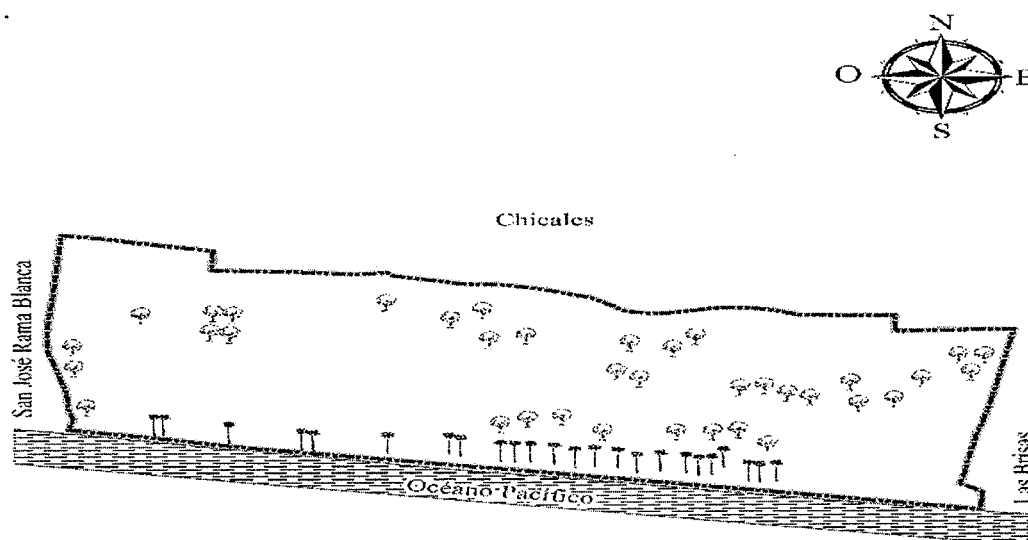 N
O
E
S
Chicales
San José Rama Blanca
Las Brisas
Océano Pacífico